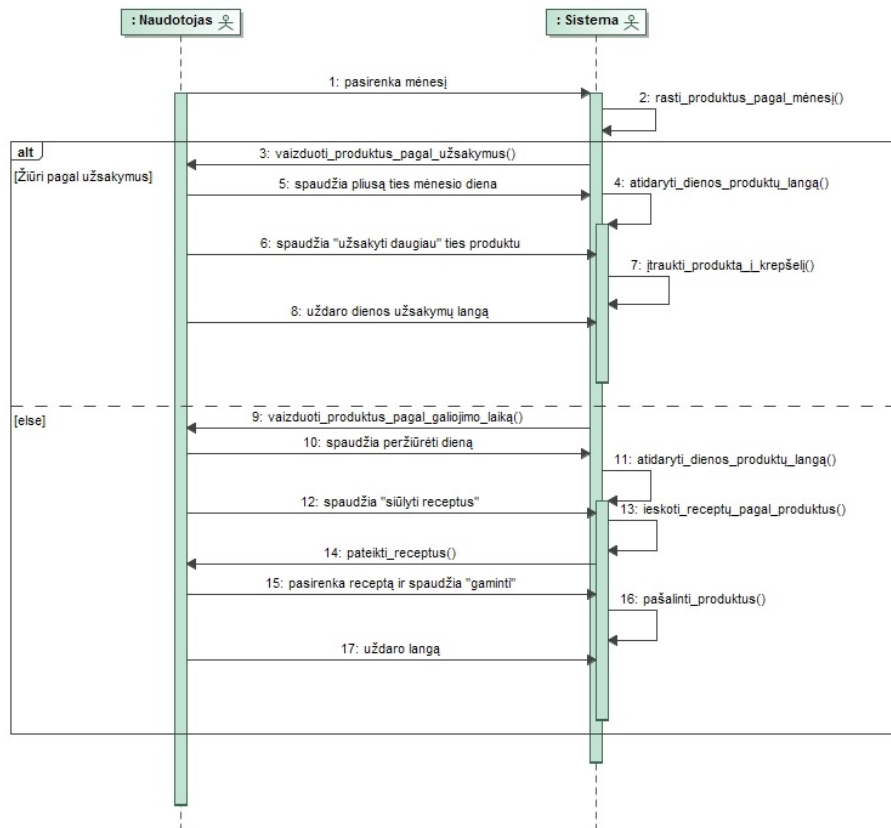 : Naudotojas
: Sistema
1: pasirenka mėnesį
2: rasti_produktus_pagal_mėnesį()
alt
3: vaizduoti_produktus_pagal_užsakymus()
[Žiūri pagal užsakymus]
5: spaudžia pliusą ties mėnesio diena
4: atidaryti_dienos_produktų_langą()
6: spaudžia "užsakyti daugiau" ties produktu
7: įtraukti_produktą_į_krepšelį()
8: uždaro dienos užsakymų langą
[else]
9: vaizduoti_produktus_pagal_galiojimo_laiką()
10: spaudžia peržiūrėti dieną
11: atidaryti_dienos_produktų_langą()
12: spaudžia "siūlyti receptus"
13: ieskoti_receptų_pagal_produktus()
14: pateikti_receptus()
15: pasirenka receptą ir spaudžia "gaminti"
16: pašalinti_produktus()
17: uždaro langą